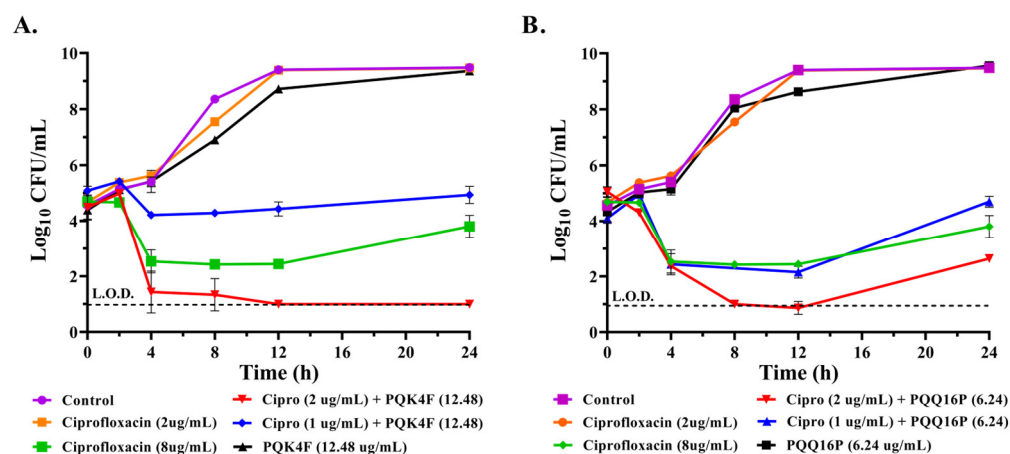 A.
B.
10
8
6
4
2
0
Log10 CFU/mL
L.O.D.
0 4 8 12 16 20 24
Time (h)
10
8
6
4
2
0
Log10 CFU/mL
L.O.D.
0 4 8 12 16 20 24
Time (h)
Control
Ciprofloxacin (2ug/mL)
Ciprofloxacin (8ug/mL)
Cipro (2 ug/mL) + PQK4F (12.48)
Cipro (1 ug/mL) + PQK4F (12.48)
PQK4F (12.48 ug/mL)
Control
Ciprofloxacin (2ug/mL)
Ciprofloxacin (8ug/mL)
Cipro (2 ug/mL) + PQQ16P (6.24)
Cipro (1 ug/mL) + PQQ16P (6.24)
PQQ16P (6.24 ug/mL)